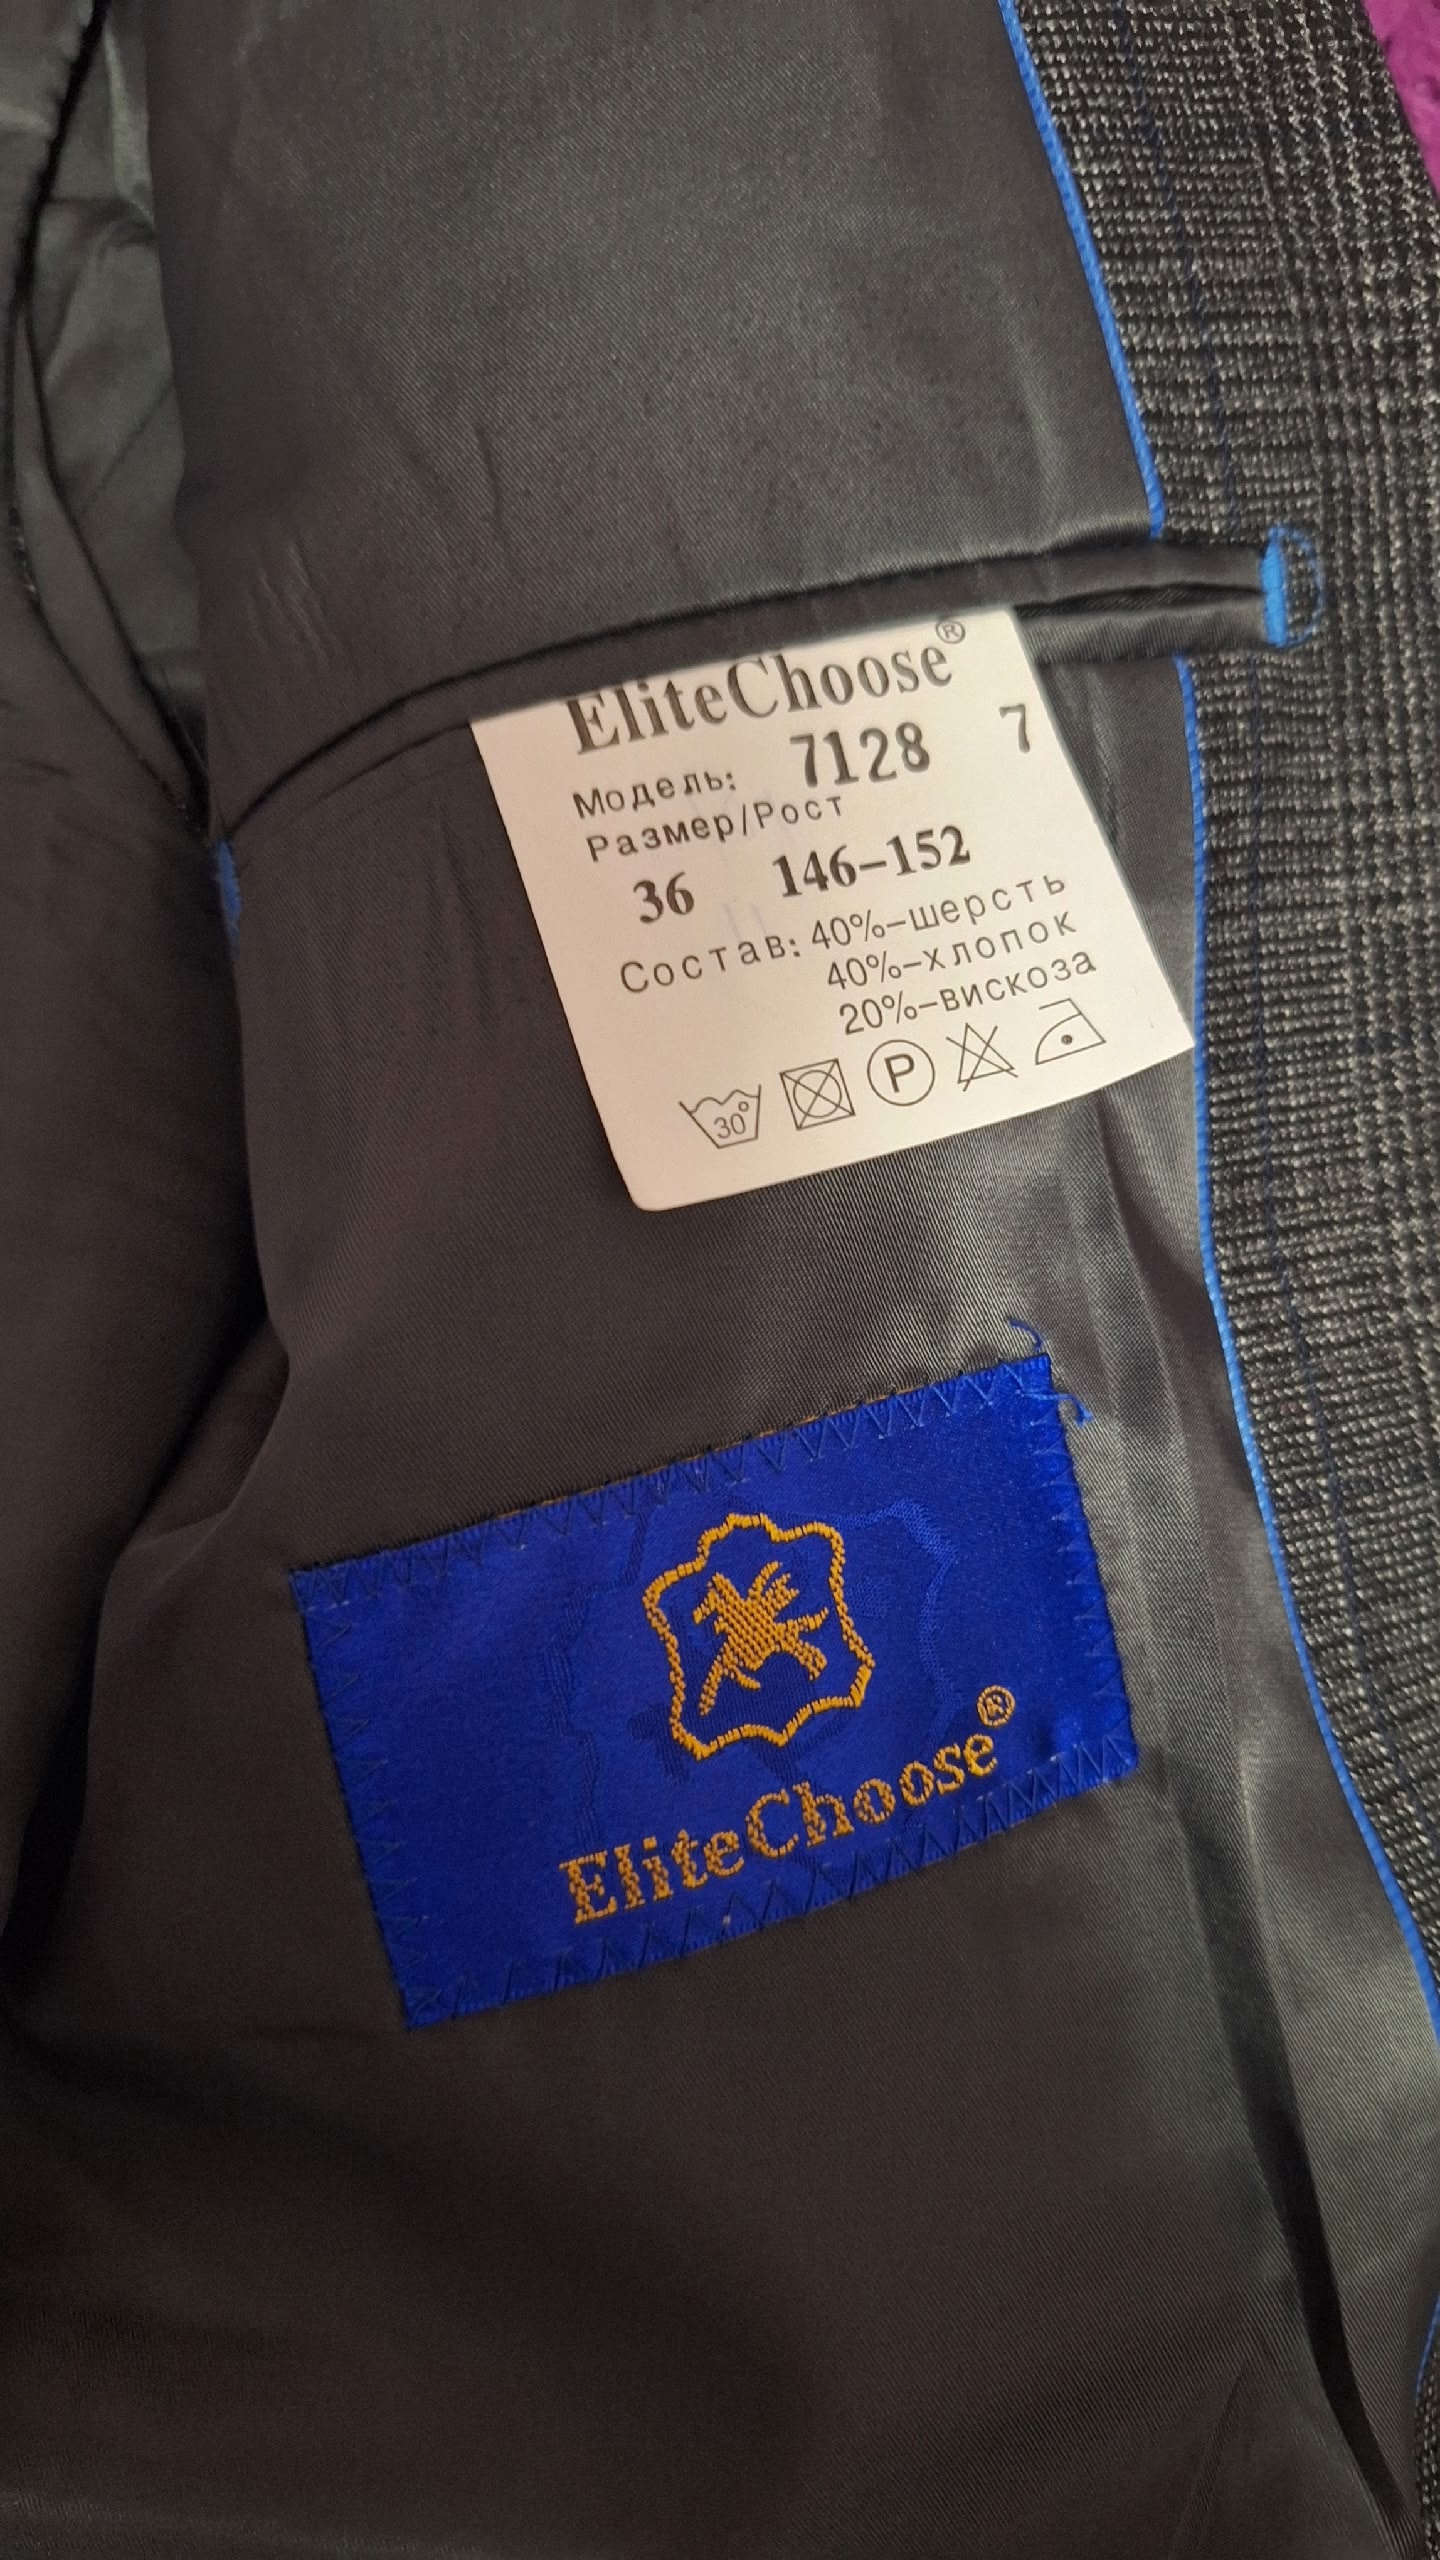 EliteChoose®
Модель: 7128 7
Размер/Рост
36 146-152
Состав: 40%-шерсть
40%-хлопок
20%-вискоза
30° P
EliteChoose®